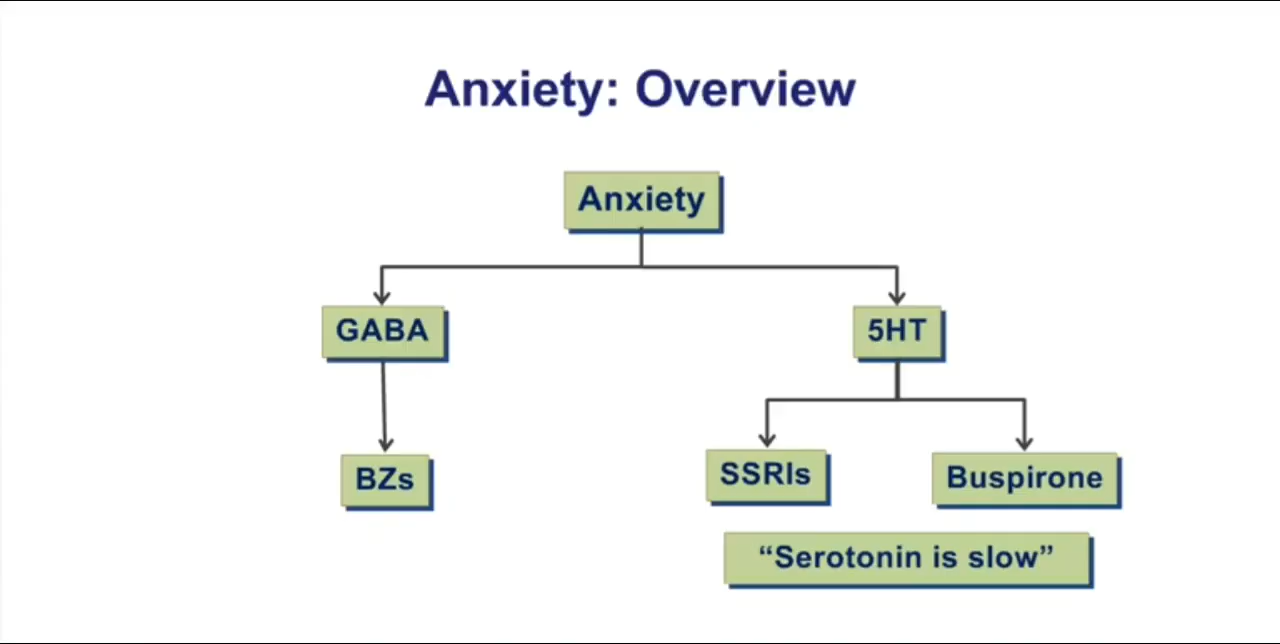 Anxiety: Overview
Anxiety
GABA
5HT
BZs
SSRIs
Buspirone
“Serotonin is slow”